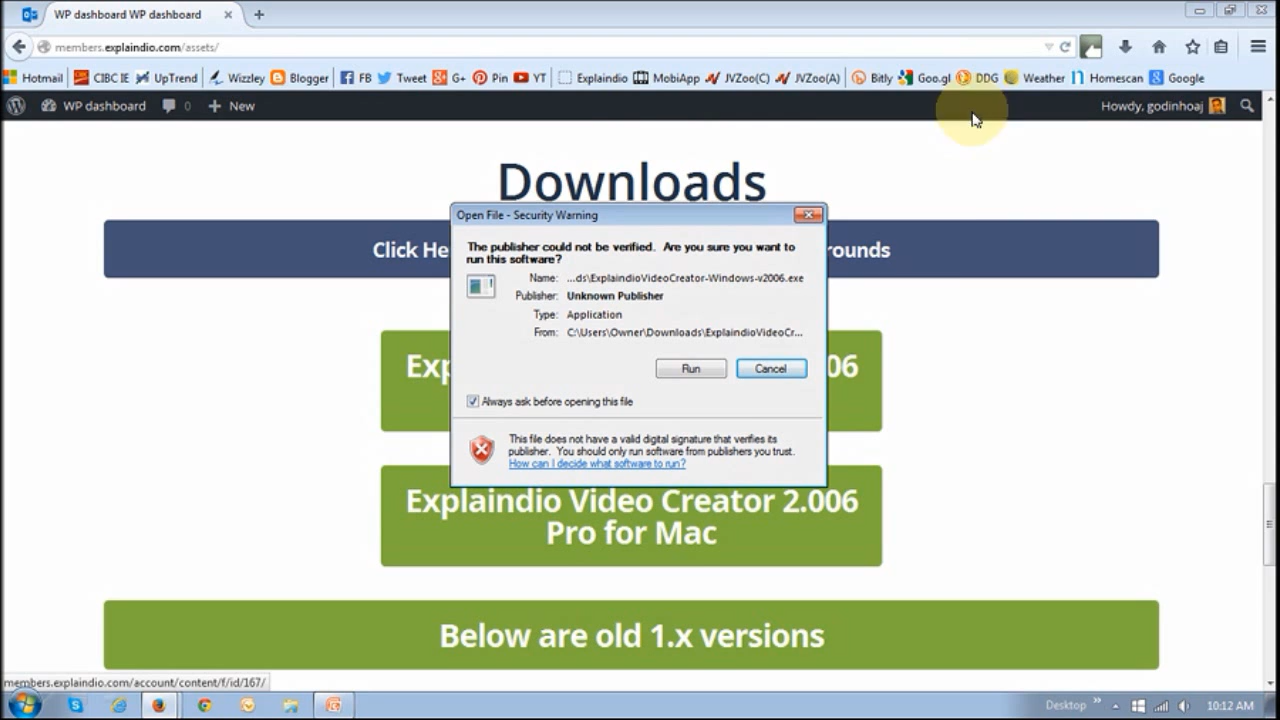 WP dashboard WP dashboard
members.explaindio.com/assets/
Hotmail CIBC IE UpTrend Wizzley Blogger FB Tweet G+ Pin YT Explaindio MobiApp JVZoo(C) JVZoo(A) Bitly Goo.gl DDG Weather Homescan Google
WP dashboard 0 New Howdy, godinhoaj
Downloads
Click He rounds
Open File - Security Warning
The publisher could not be verified. Are you sure you want to
run this software?
Name: ...ds\ExplaindioVideoCreator-Windows-v2006.exe
Publisher: Unknown Publisher
Type: Application
From: C:\Users\Owner\Downloads\ExplaindioVideoCr...
Run Cancel
Always ask before opening this file
This file does not have a valid digital signature that verifies its
publisher. You should only run software from publishers you trust.
How can I decide what software to run?
Exp 06
Explaindio Video Creator 2.006
Pro for Mac
Below are old 1.x versions
members.explaindio.com/account/content/f/id/167/
Desktop 10:12 AM